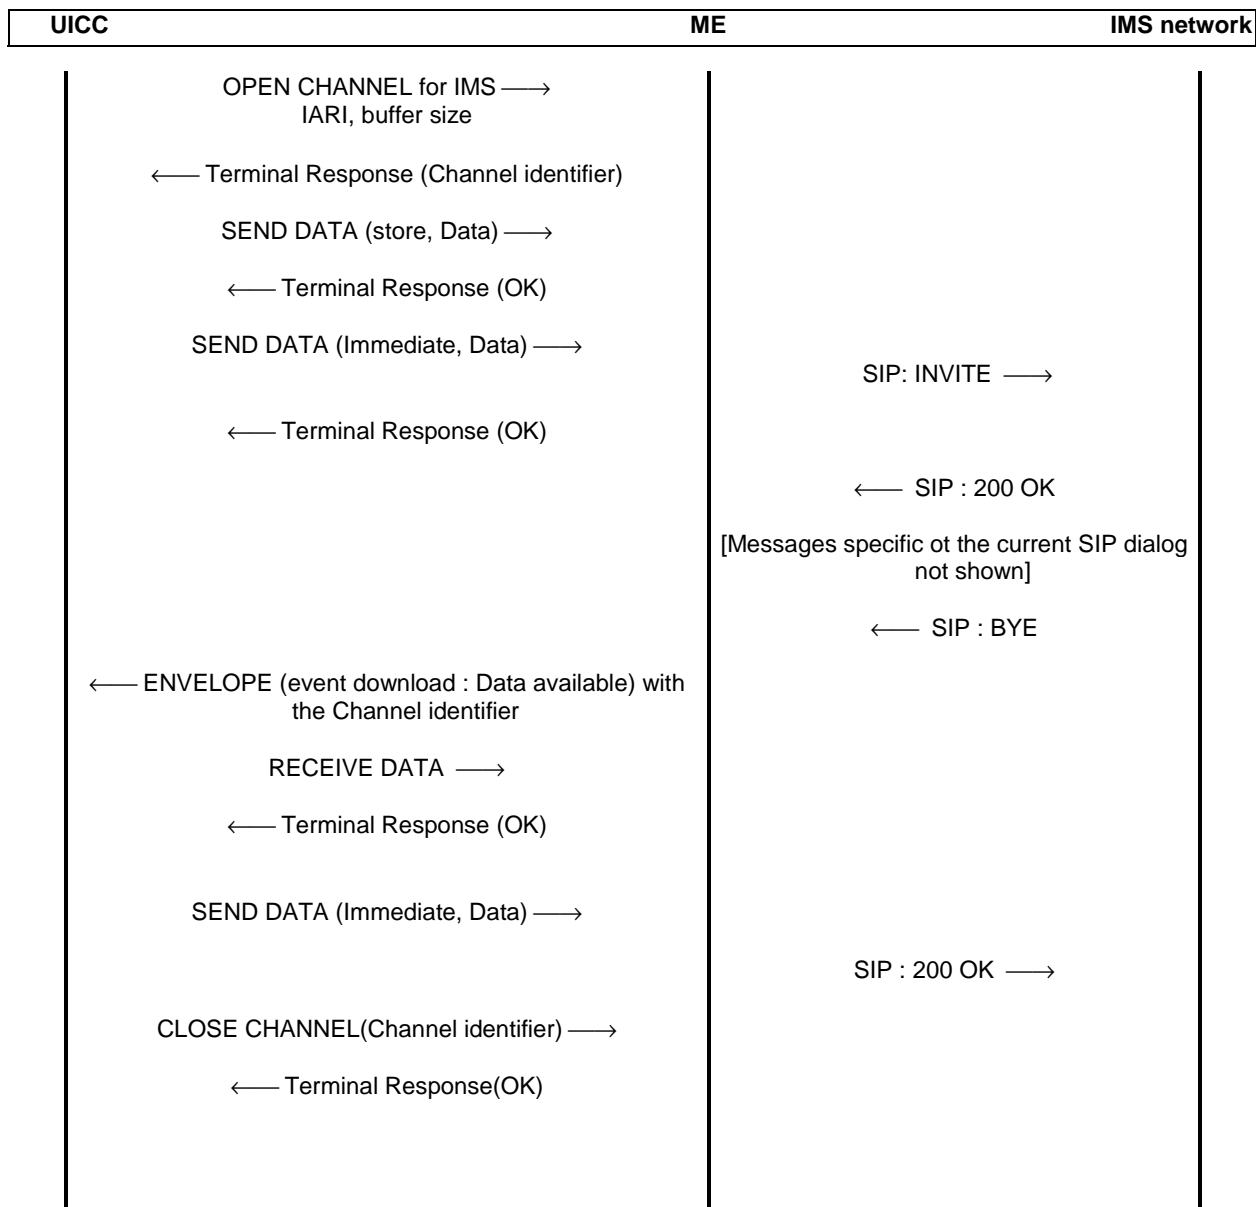 UICC ME IMS network
OPEN CHANNEL for IMS ⟶
IARI, buffer size
⟵ Terminal Response (Channel identifier)
SEND DATA (store, Data) ⟶
⟵ Terminal Response (OK)
SEND DATA (Immediate, Data) ⟶
SIP: INVITE ⟶
⟵ Terminal Response (OK)
⟵ SIP : 200 OK
[Messages specific ot the current SIP dialog
not shown]
⟵ SIP : BYE
⟵ ENVELOPE (event download : Data available) with
the Channel identifier
RECEIVE DATA ⟶
⟵ Terminal Response (OK)
SEND DATA (Immediate, Data) ⟶
SIP : 200 OK ⟶
CLOSE CHANNEL(Channel identifier) ⟶
⟵ Terminal Response(OK)